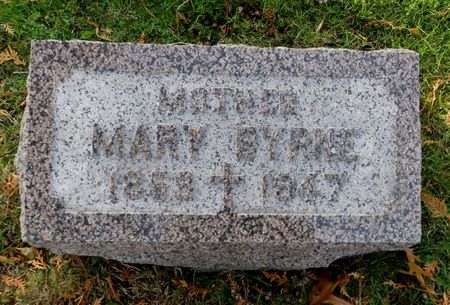 MOTHER
MARY BYRNE
1859 † 1947